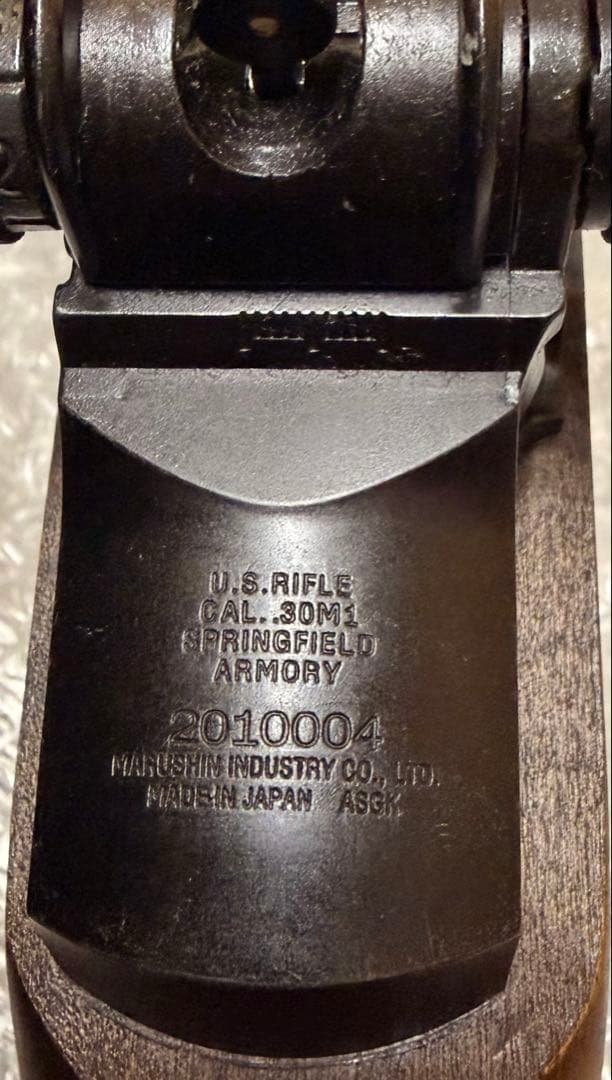 U.S.RIFLE
CAL..30M1
SPRINGFIELD
ARMORY
2010004
MARUSHIN INDUSTRY CO., LTD.
MADE IN JAPAN ASGK